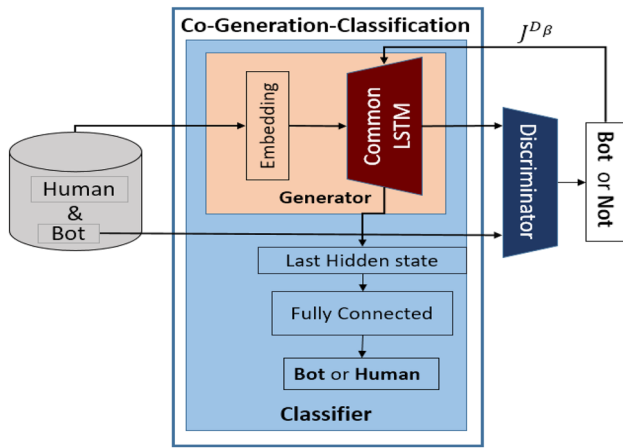 Co-Generation-Classification
J^{D_β}
Embedding
Common
LSTM
Generator
Human
&
Bot
Discriminator
Bot or Not
Last Hidden state
Fully Connected
Bot or Human
Classifier